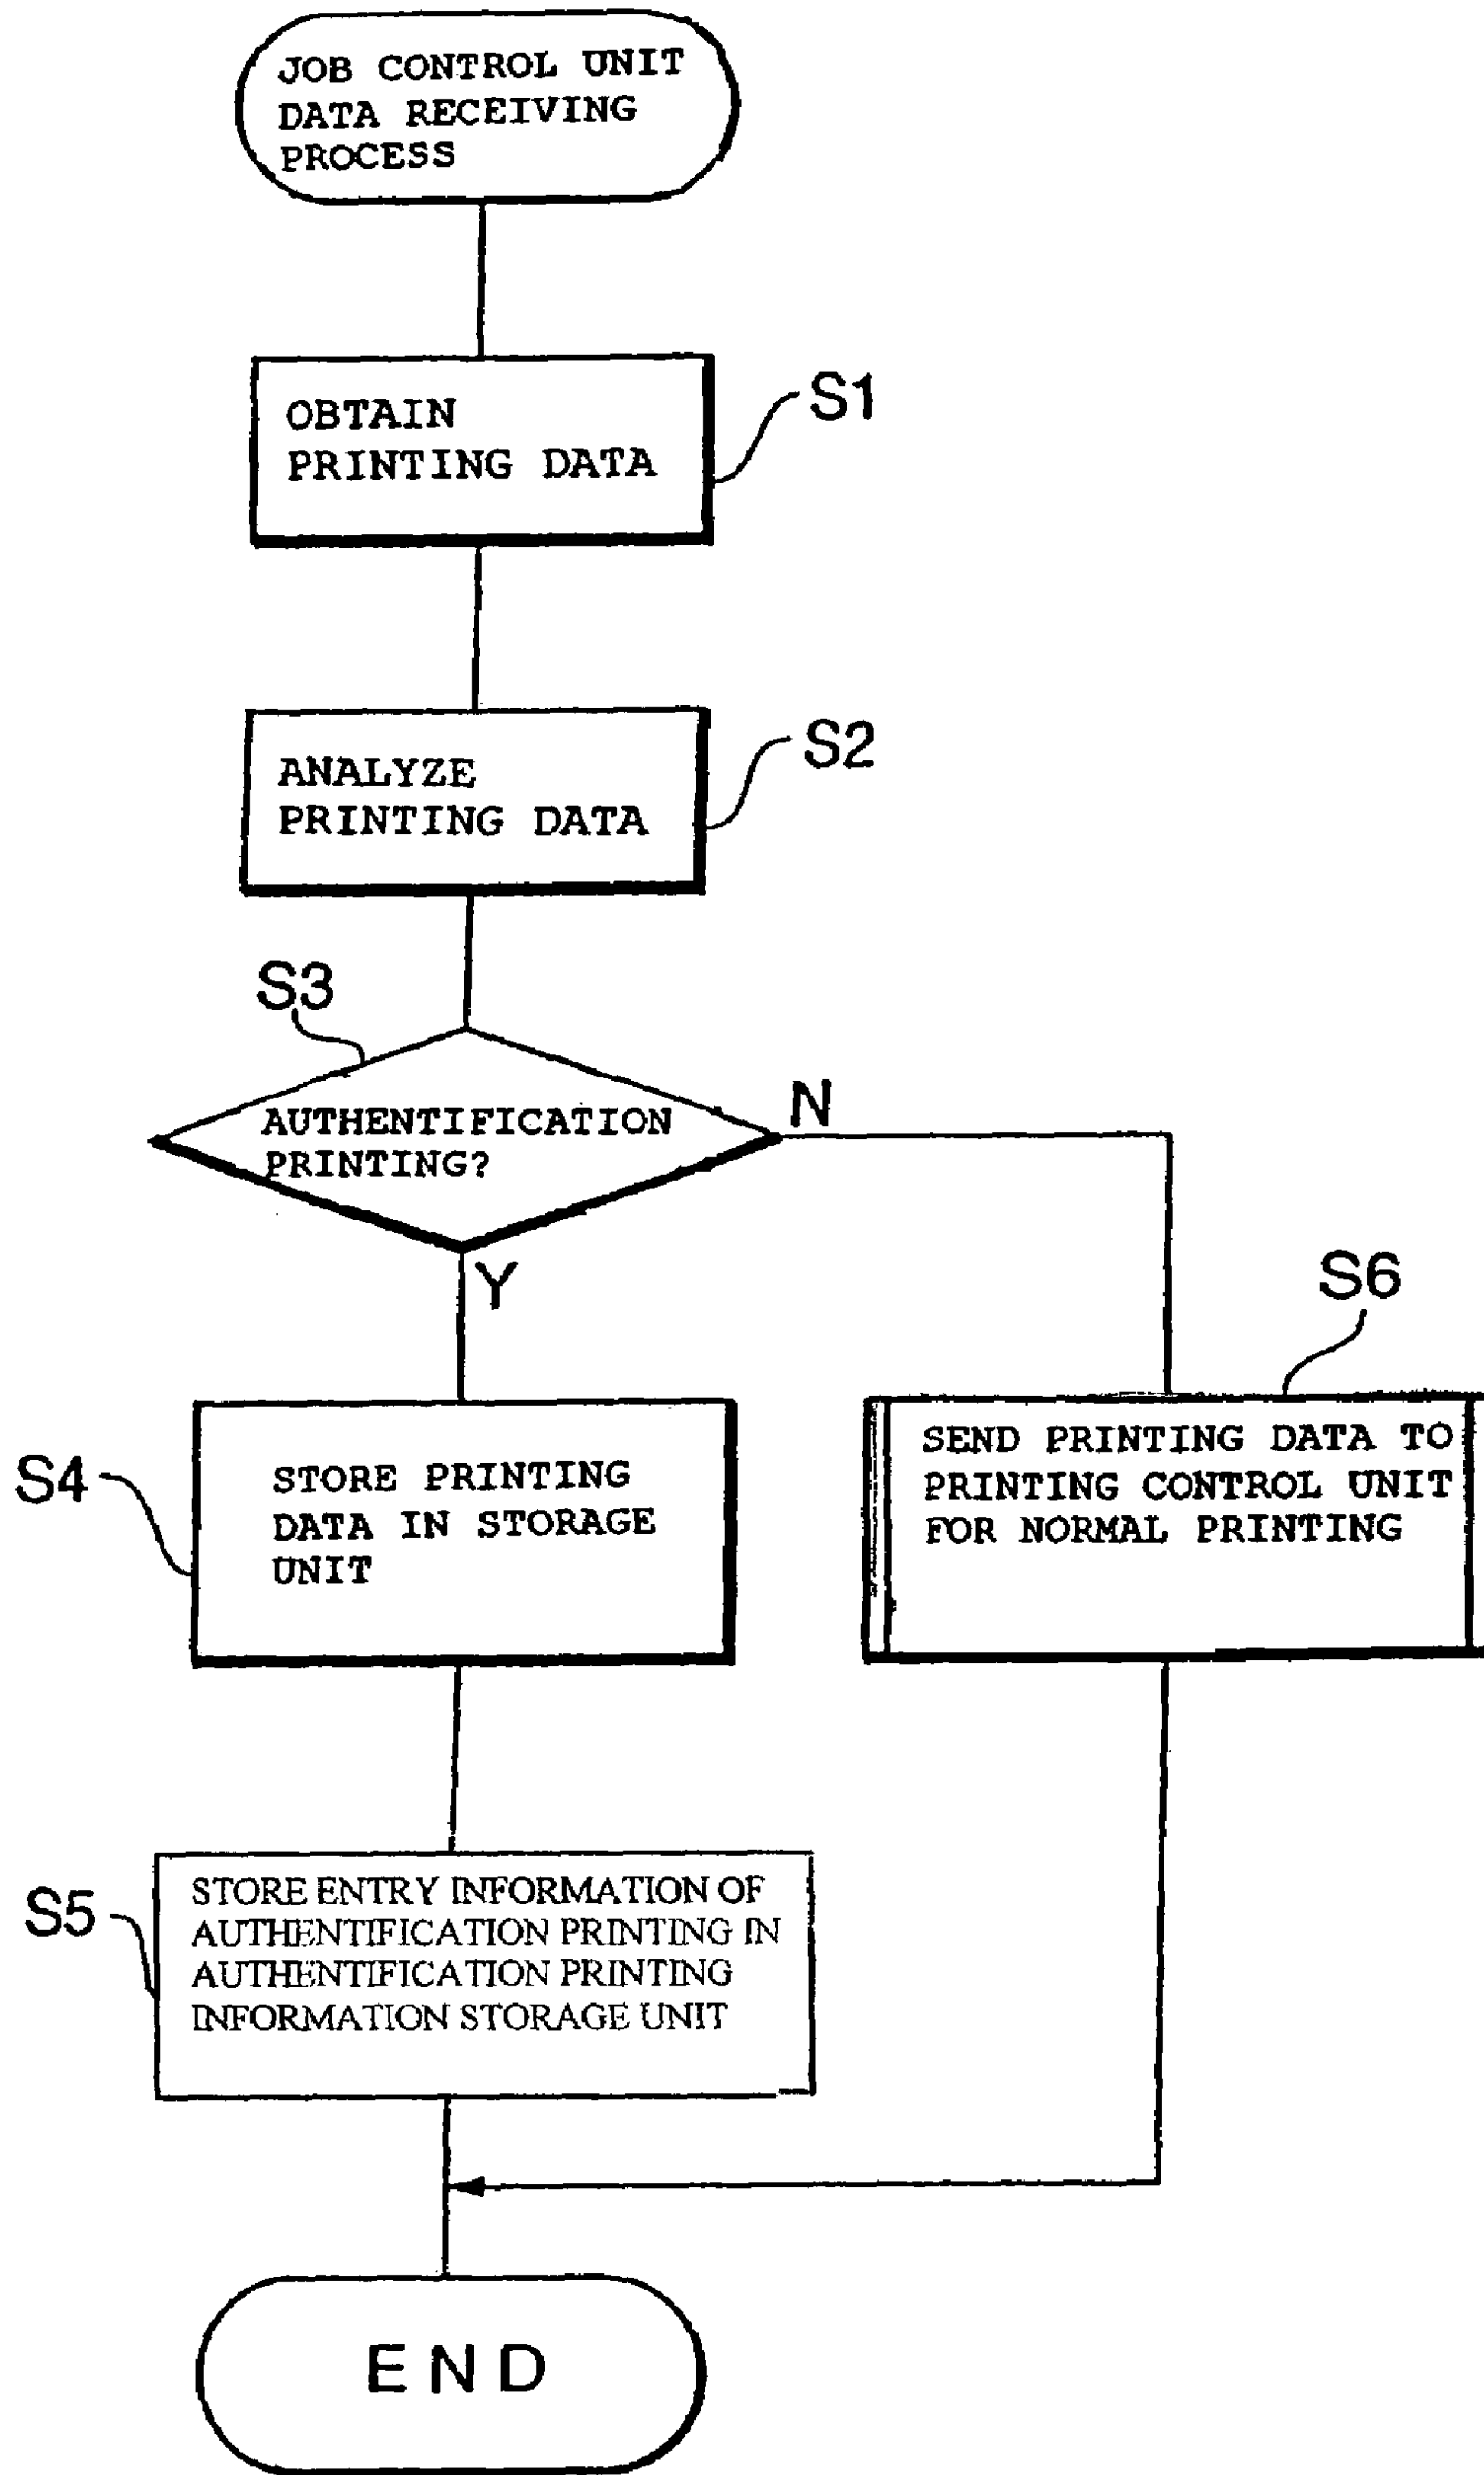 JOB CONTROL UNIT
DATA RECEIVING
PROCESS
OBTAIN
PRINTING DATA
S1
ANALYZE
PRINTING DATA
S2
S3
AUTHENTIFICATION
PRINTING?
N
Y
S4
STORE PRINTING
DATA IN STORAGE
UNIT
S6
SEND PRINTING DATA TO
PRINTING CONTROL UNIT
FOR NORMAL PRINTING
S5
STORE ENTRY INFORMATION OF
AUTHENTIFICATION PRINTING IN
AUTHENTIFICATION PRINTING
INFORMATION STORAGE UNIT
END